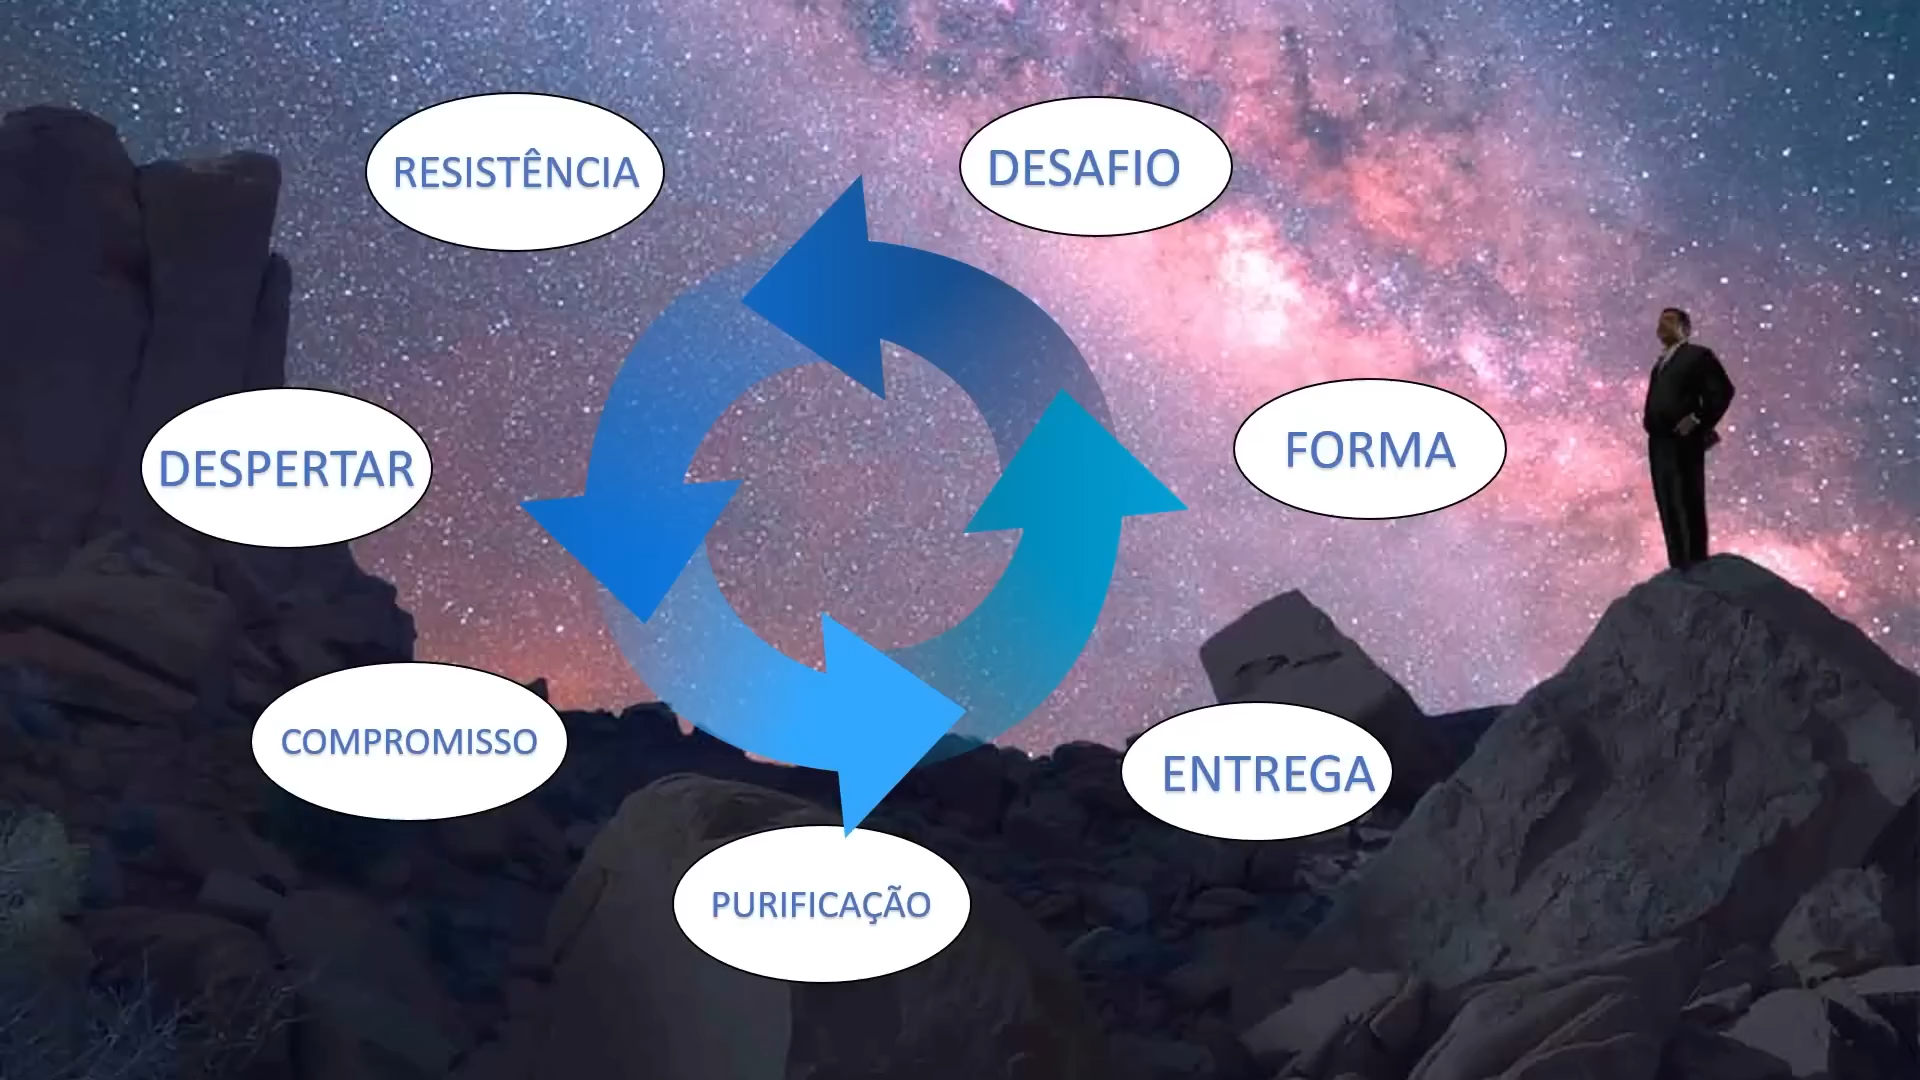 RESISTÊNCIA
DESAFIO
DESPERTAR
FORMA
COMPROMISSO
ENTREGA
PURIFICAÇÃO